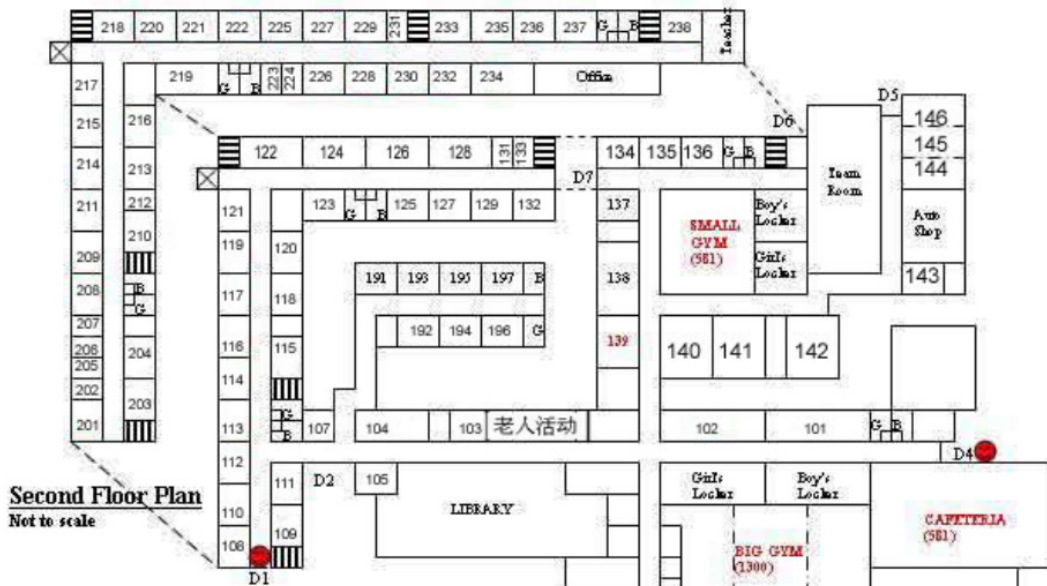 218 220 221 222 225 227 229 231 233 235 236 237 G B 238 Teacher
217 219 G B 223 224 226 228 230 232 234 Office
215 216
214 213
211 212
210
209
208 B
G
207
206 204
205
202
203
201
Second Floor Plan
Not to scale
122 124 126 128 131 133 134 135 136 G B D6
D7
121 123 G B 125 127 129 132 137
119 120
117 118
116 115
114
113 G
B
107 104 103 老人活动 102 101 G B
112
111 D2 105
110
109
108
D1
191 193 195 197 B
192 194 196 G
138
139
SMALL
GYM
(581)
Boy's
Locker
Girl's
Locker
Team
Room
D5
146
145
144
Auto
Shop
143
140 141 142
D4
LIBRARY
Girl's
Locker
Boy's
Locker
BIG GYM
(1300)
CAFETERIA
(581)